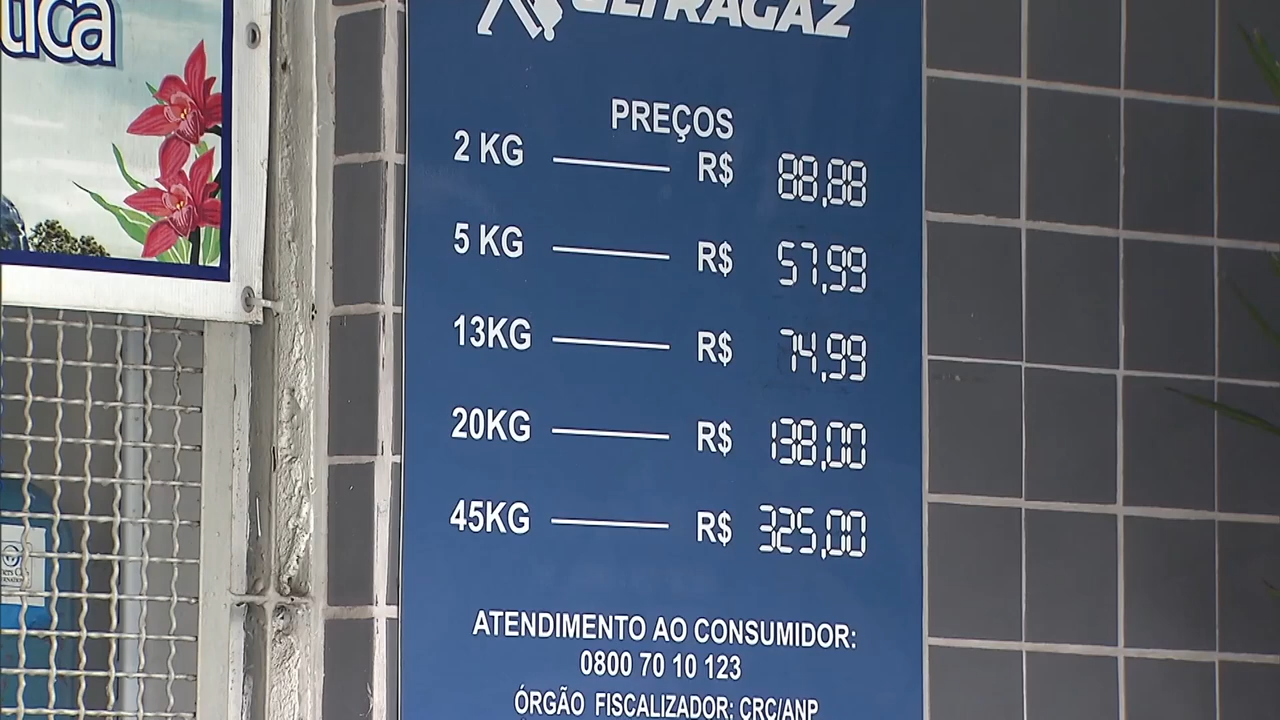 tica
ULTRAGAZ
PREÇOS
2 KG R$ 88,88
5 KG R$ 57,99
13KG R$ 74,99
20KG R$ 138,00
45KG R$ 325,00
ATENDIMENTO AO CONSUMIDOR:
0800 70 10 123
ÓRGÃO FISCALIZADOR: CRC/ANP